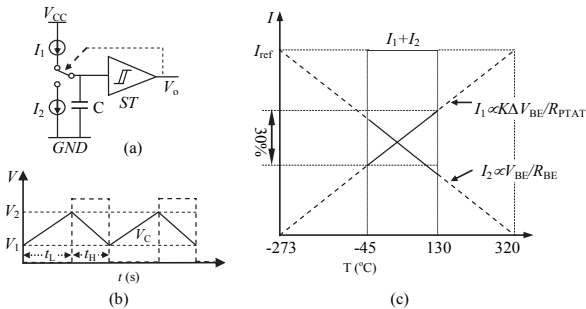 V_CC
I_1
I_2
C
ST
V_o
GND
(a)
V
V_2
V_1
V_C
t_L
t_H
t (s)
(b)
I
I_ref
I_1+I_2
I_1∝KΔV_BE/R_PTAT
30%
I_2∝V_BE/R_BE
-273 -45 130 320
T (°C)
(c)